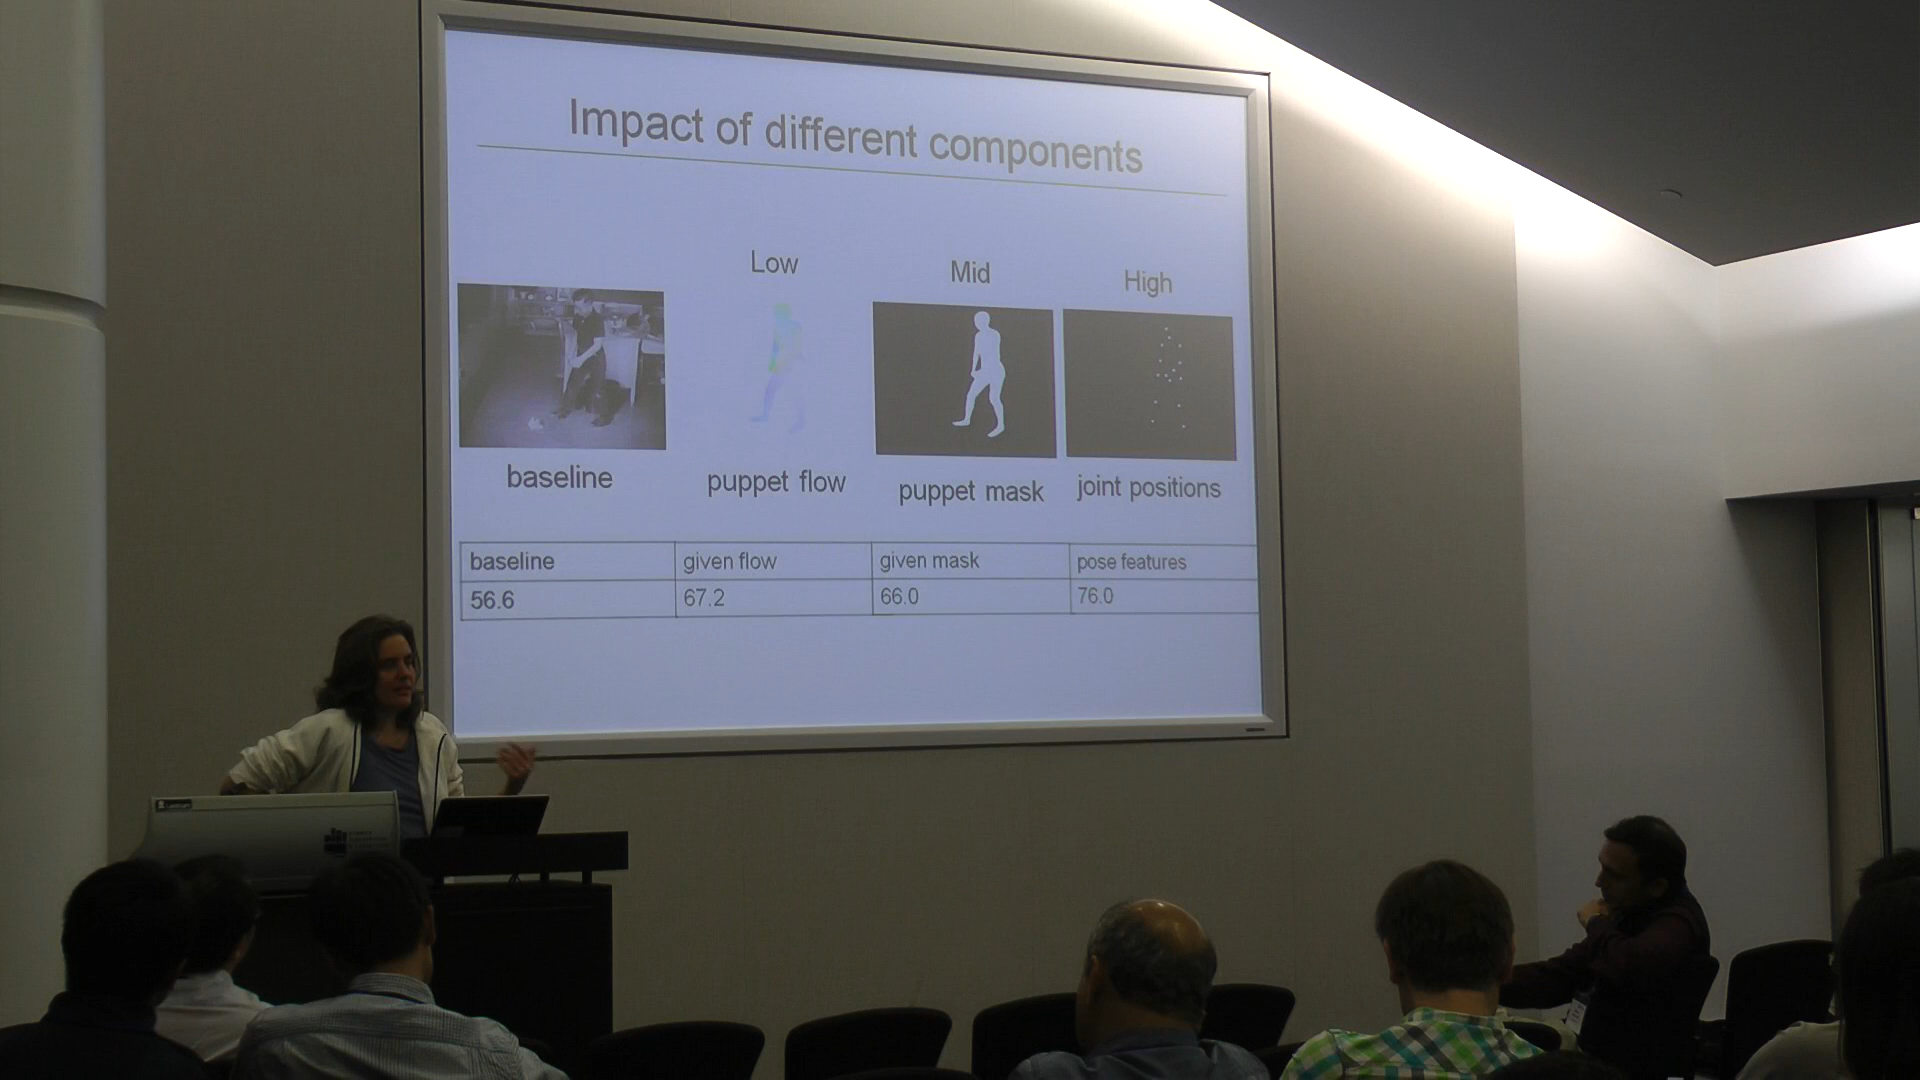 Impact of different components
Low
Mid
High
baseline
puppet flow
puppet mask
joint positions
baseline
given flow
given mask
pose features
56.6
67.2
66.0
76.0